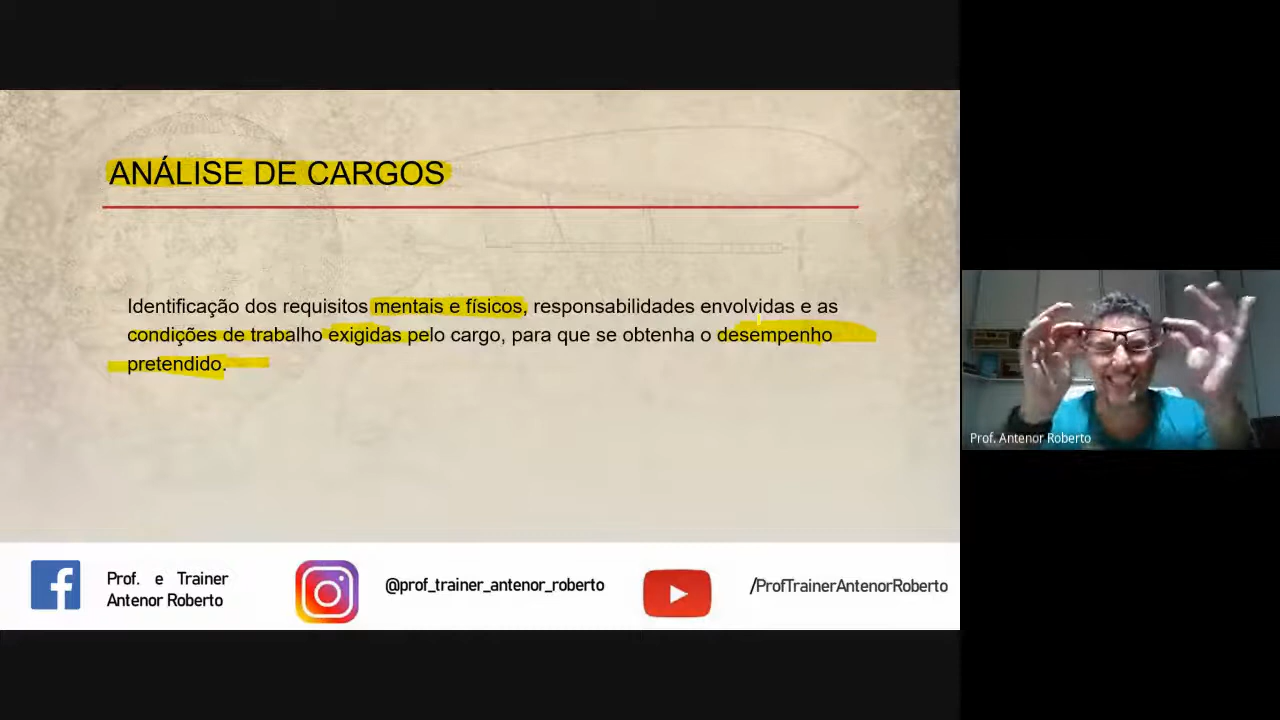 ANÁLISE DE CARGOS
Identificação dos requisitos mentais e físicos, responsabilidades envolvidas e as
condições de trabalho exigidas pelo cargo, para que se obtenha o desempenho
pretendido.
Prof. Antenor Roberto
Prof. e Trainer
Antenor Roberto
@prof_trainer_antenor_roberto
/ProfTrainerAntenorRoberto